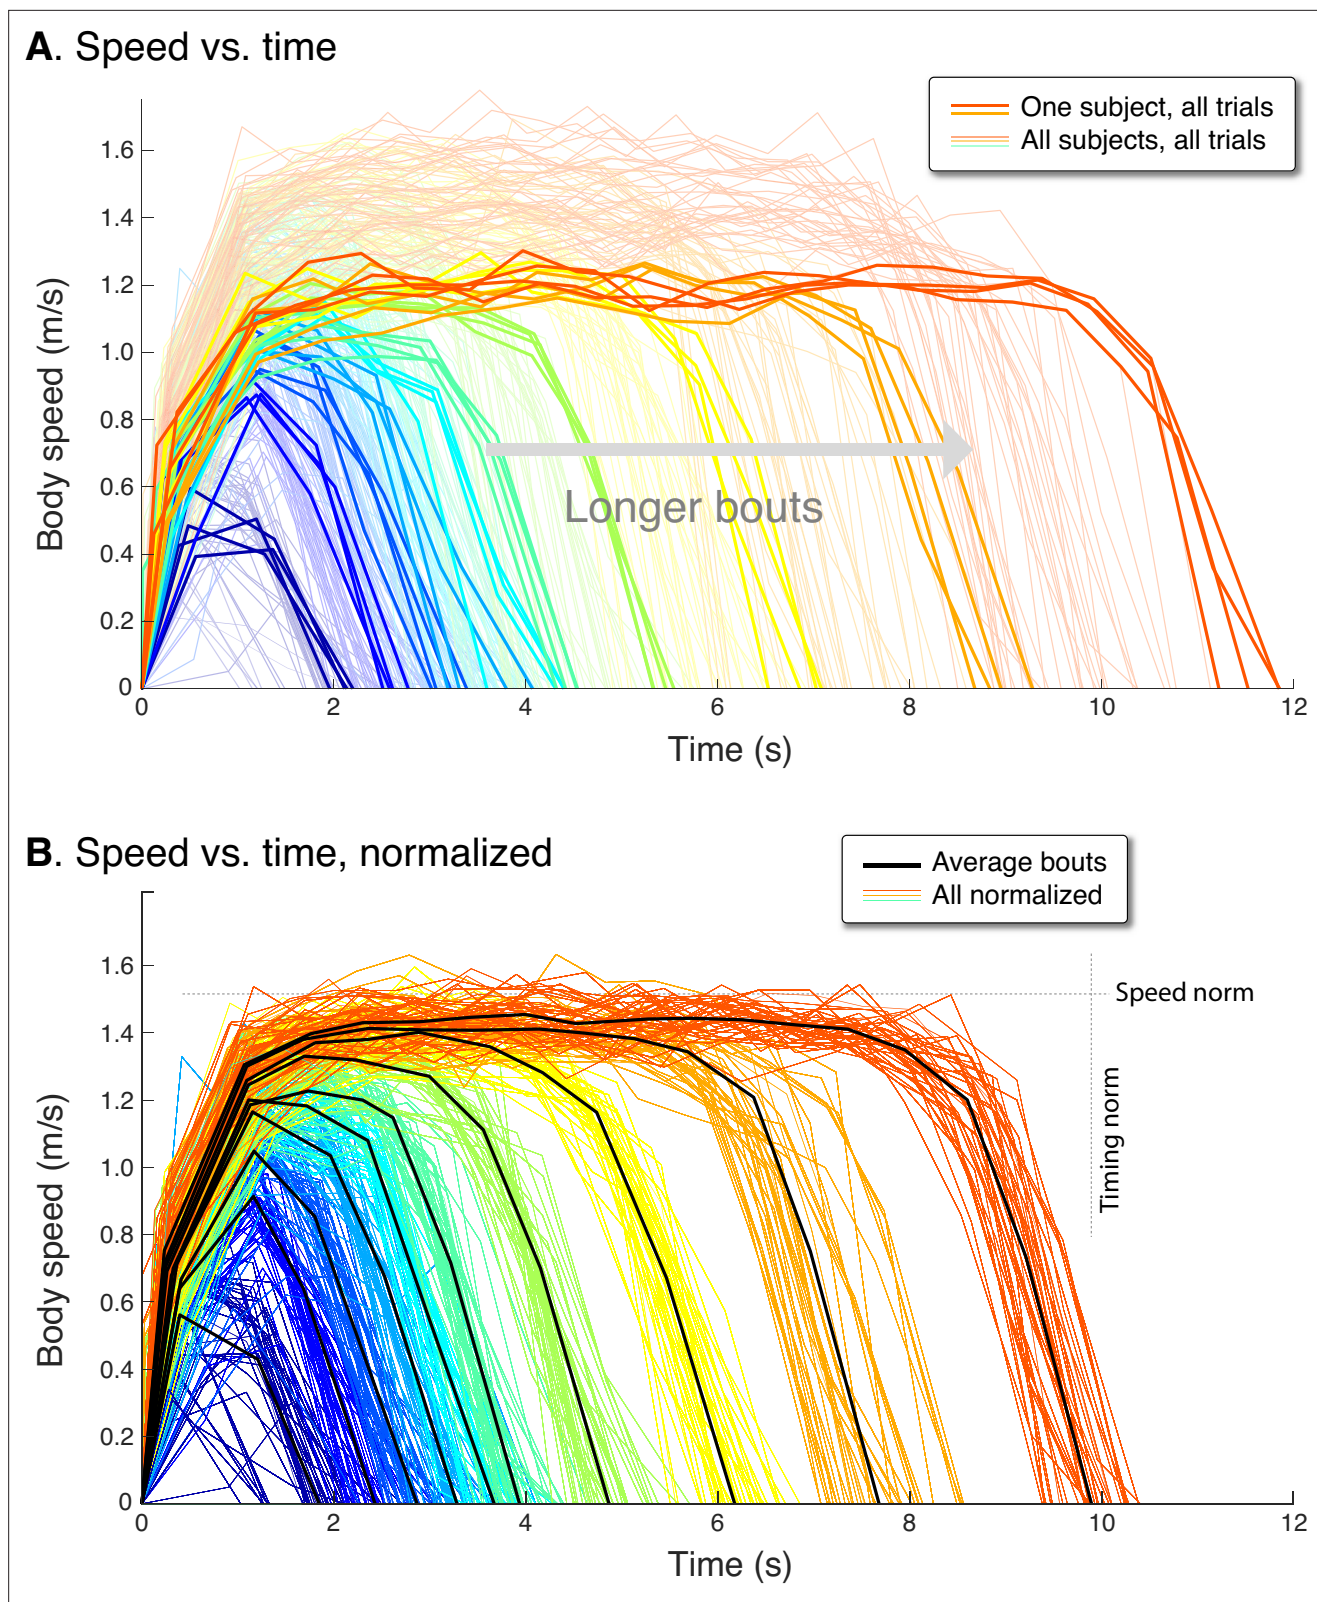 A. Speed vs. time
One subject, all trials
All subjects, all trials
1.6
1.4
1.2
1.0
0.8
0.6
0.4
0.2
0
Body speed (m/s)
Longer bouts
0 2 4 6 8 10 12
Time (s)
B. Speed vs. time, normalized
Average bouts
All normalized
1.6
1.4
1.2
1.0
0.8
0.6
0.4
0.2
0
Body speed (m/s)
Speed norm
Timing norm
0 2 4 6 8 10 12
Time (s)